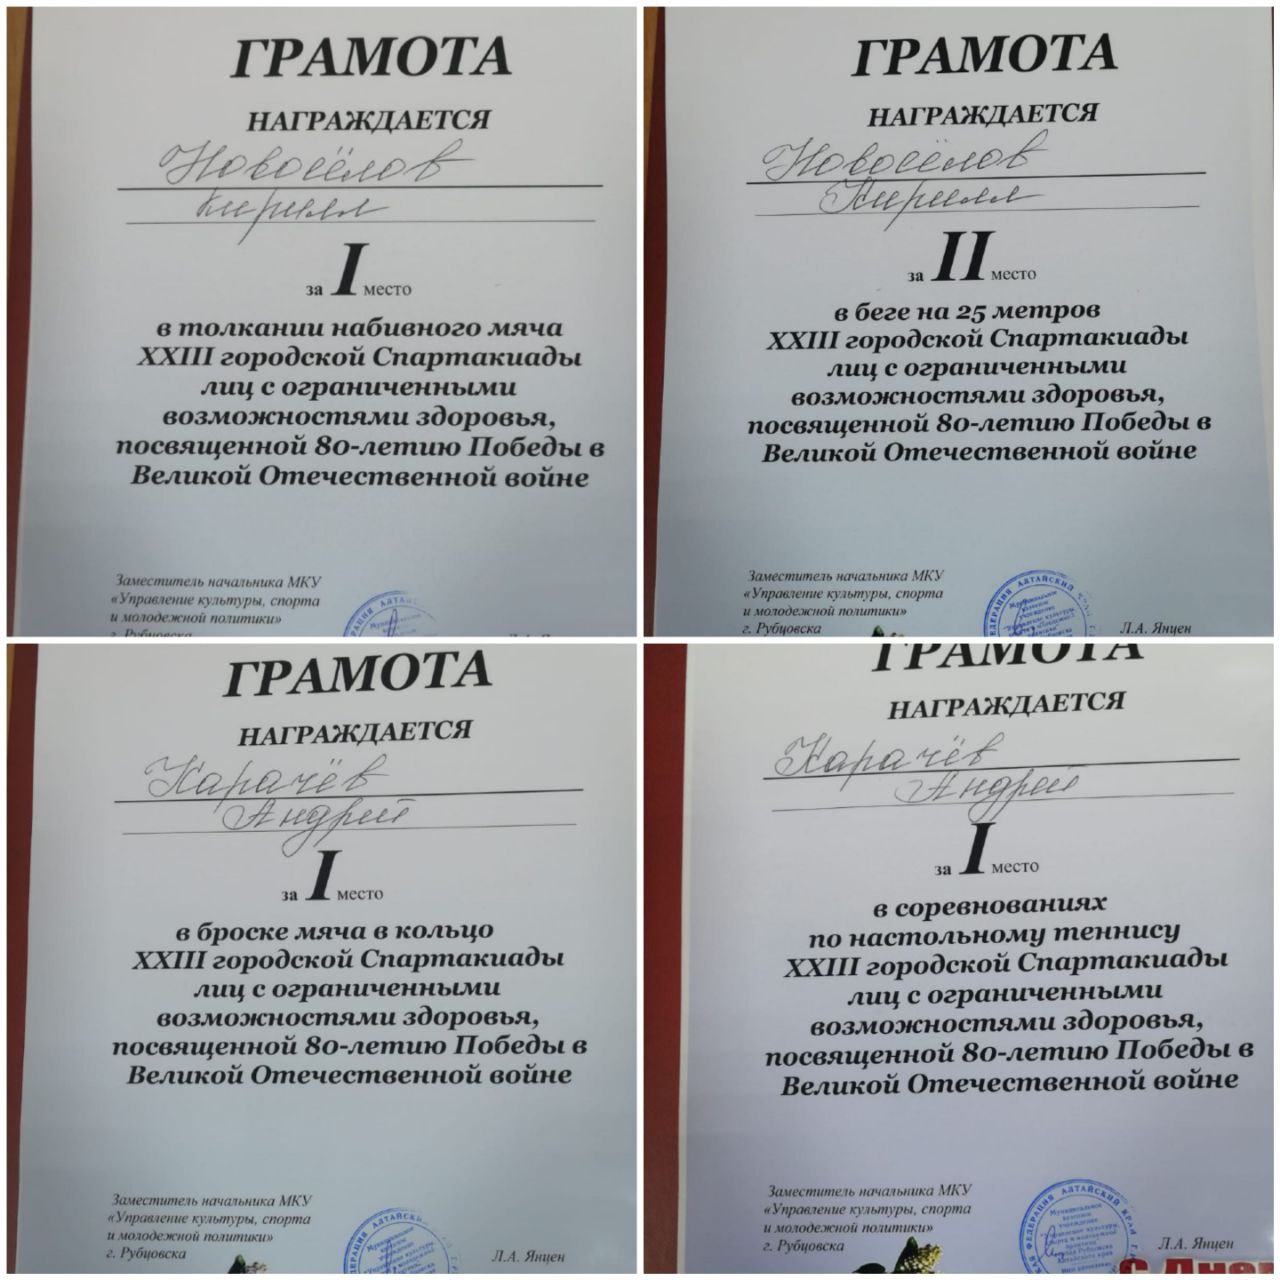 ГРАМОТА
НАГРАЖДАЕТСЯ
Новосёлов
Кирилл
за I место
в толкании набивного мяча
XXIII городской Спартакиады
лиц с ограниченными
возможностями здоровья,
посвященной 80-летию Победы в
Великой Отечественной войне
Заместитель начальника МКУ
«Управление культуры, спорта
и молодежной политики»
г. Рубцовска
ГРАМОТА
НАГРАЖДАЕТСЯ
Новосёлов
Кирилл
за II место
в беге на 25 метров
XXIII городской Спартакиады
лиц с ограниченными
возможностями здоровья,
посвященной 80-летию Победы в
Великой Отечественной войне
Заместитель начальника МКУ
«Управление культуры, спорта
и молодежной политики»
г. Рубцовска Л.А. Янцен
ГРАМОТА
НАГРАЖДАЕТСЯ
Карачёв
Андрей
за I место
в броске мяча в кольцо
XXIII городской Спартакиады
лиц с ограниченными
возможностями здоровья,
посвященной 80-летию Победы в
Великой Отечественной войне
Заместитель начальника МКУ
«Управление культуры, спорта
и молодежной политики»
г. Рубцовска Л.А. Янцен
ГРАМОТА
НАГРАЖДАЕТСЯ
Карачёв
Андрей
за I место
в соревнованиях
по настольному теннису
XXIII городской Спартакиады
лиц с ограниченными
возможностями здоровья,
посвященной 80-летию Победы в
Великой Отечественной войне
Заместитель начальника МКУ
«Управление культуры, спорта
и молодежной политики»
г. Рубцовска Л.А. Янцен